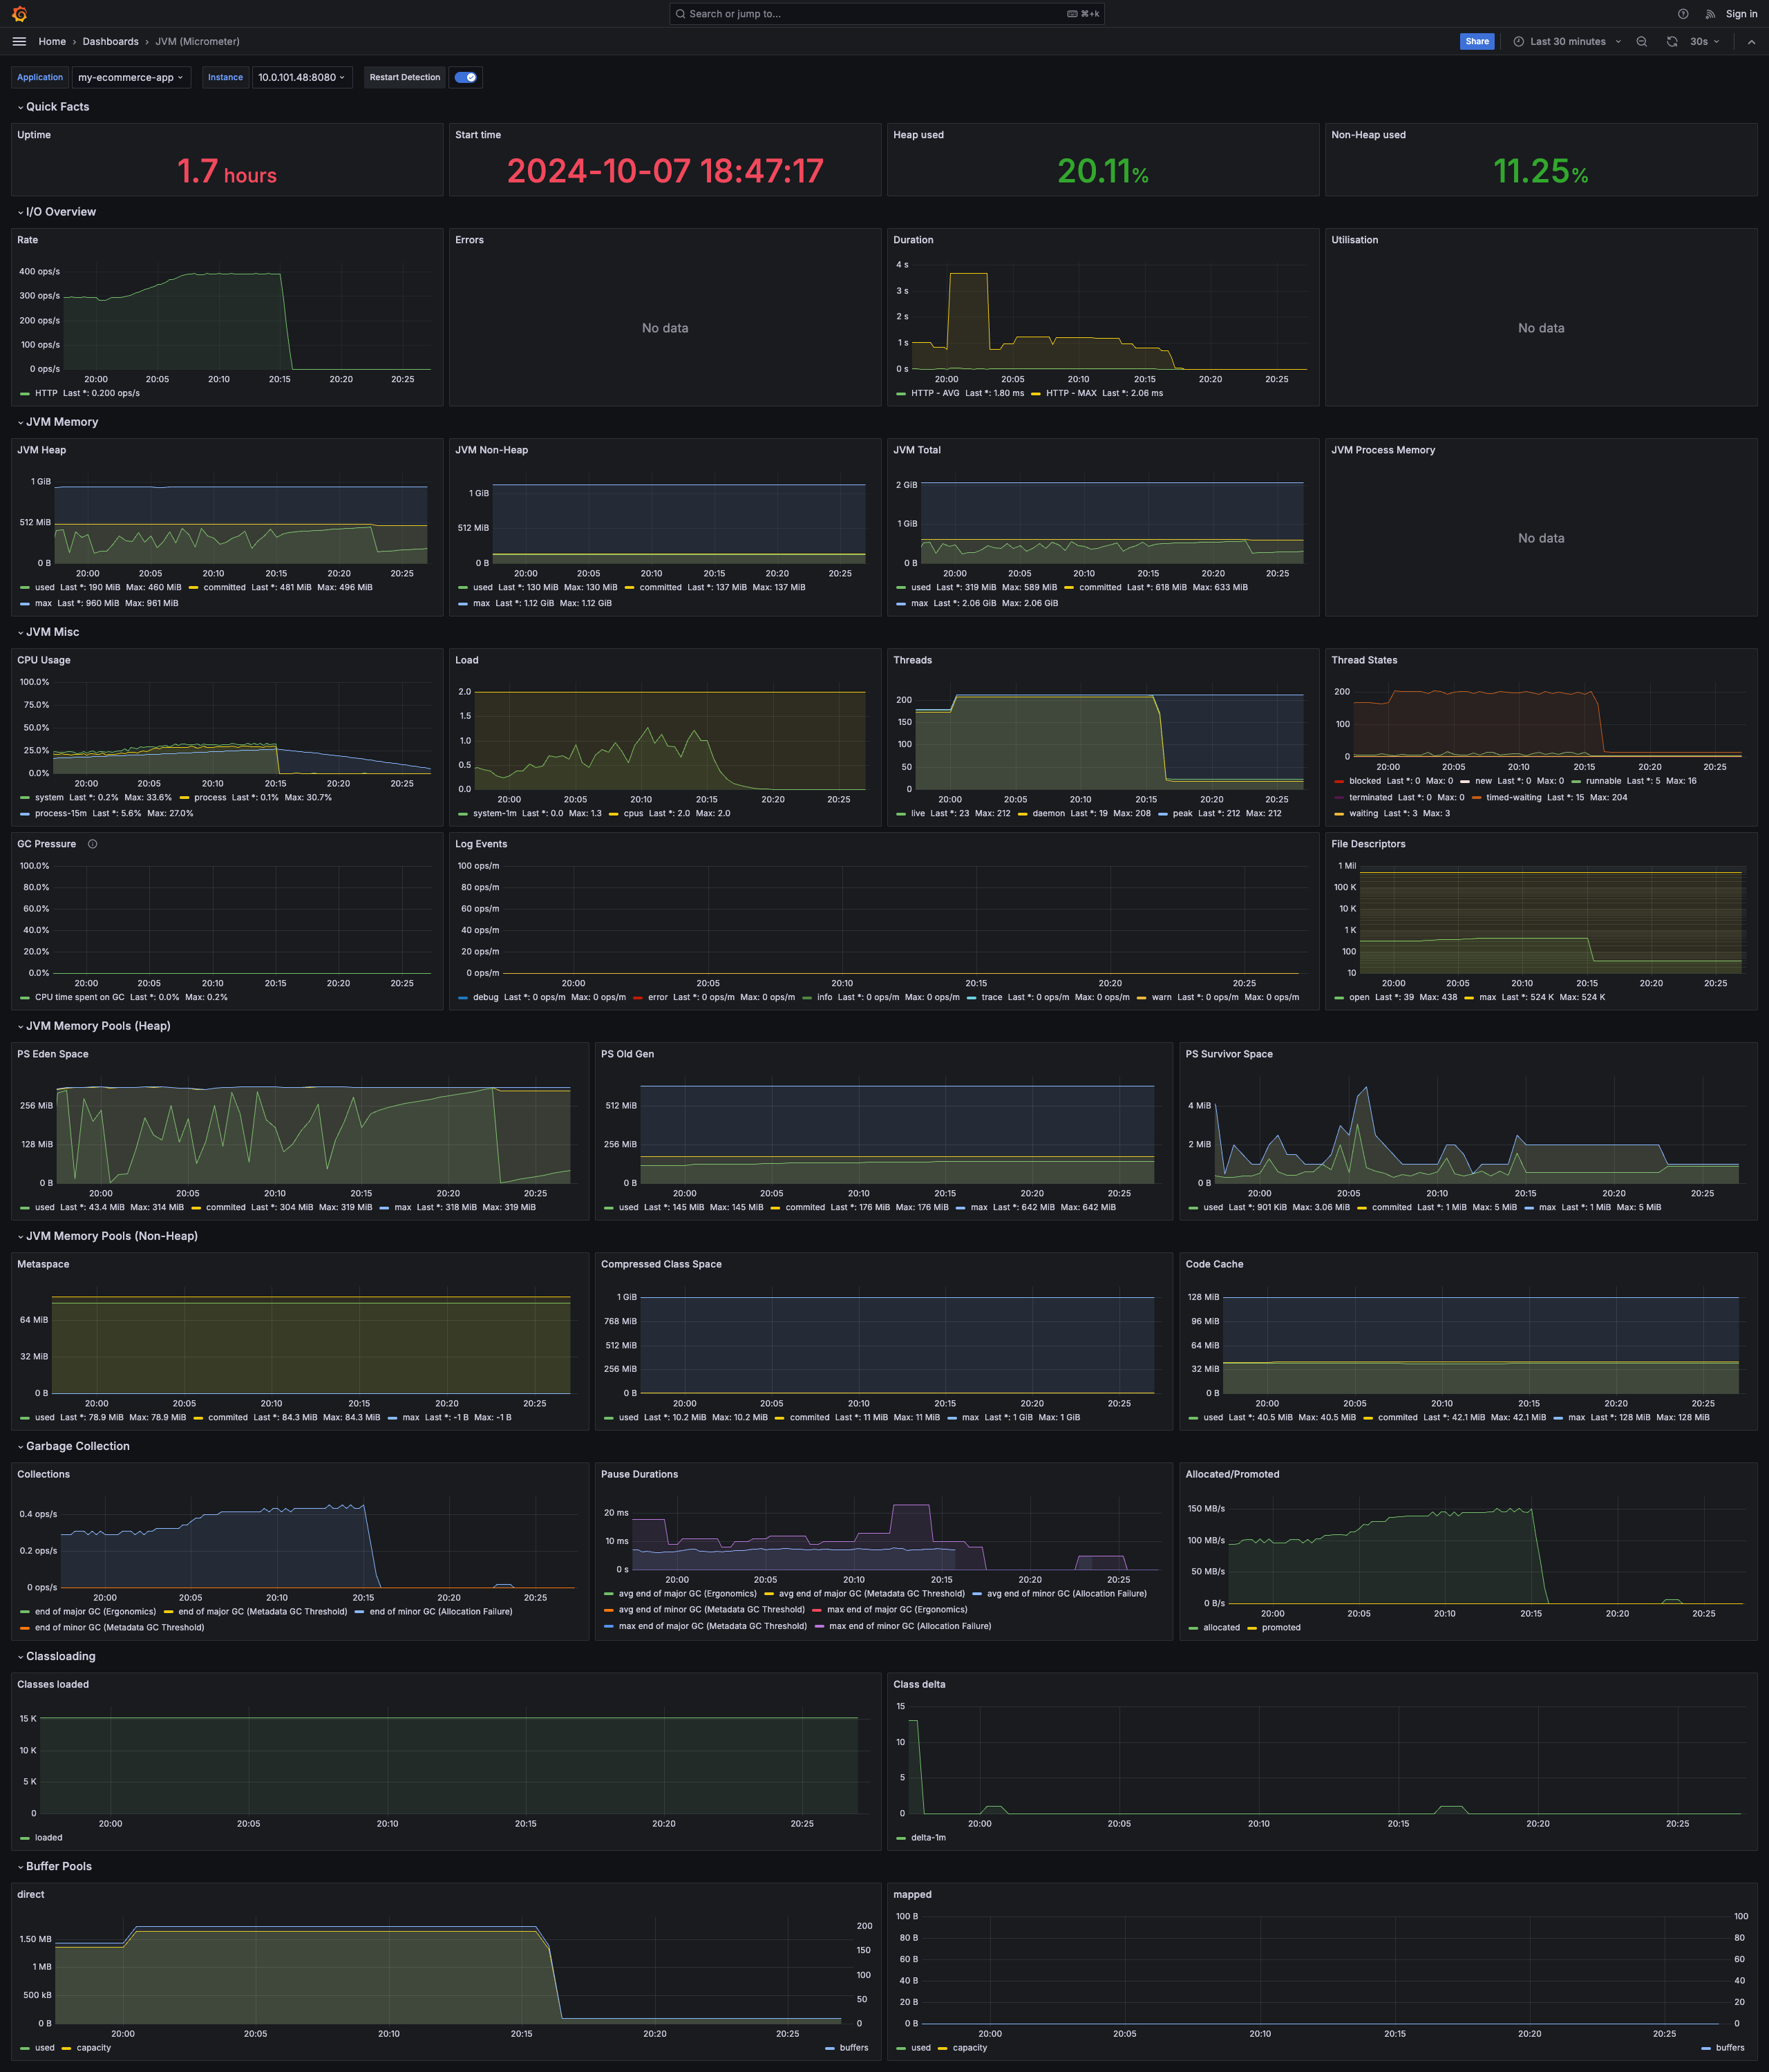 Search or jump to...
⌘+k
Sign in
Home › Dashboards › JVM (Micrometer)
Share
Last 30 minutes
30s
Application my-ecommerce-app
Instance 10.0.101.48:8080
Restart Detection
Quick Facts
Uptime
1.7 hours
Start time
2024-10-07 18:47:17
Heap used
20.11%
Non-Heap used
11.25%
I/O Overview
Rate
400 ops/s
300 ops/s
200 ops/s
100 ops/s
0 ops/s
20:00 20:05 20:10 20:15 20:20 20:25
HTTP Last *: 0.200 ops/s
Errors
No data
Duration
4 s
3 s
2 s
1 s
0 s
20:00 20:05 20:10 20:15 20:20 20:25
HTTP - AVG Last *: 1.80 ms HTTP - MAX Last *: 2.06 ms
Utilisation
No data
JVM Memory
JVM Heap
1 GiB
512 MiB
0 B
20:00 20:05 20:10 20:15 20:20 20:25
used Last *: 190 MiB Max: 460 MiB committed Last *: 481 MiB Max: 496 MiB
max Last *: 960 MiB Max: 961 MiB
JVM Non-Heap
1 GiB
512 MiB
0 B
20:00 20:05 20:10 20:15 20:20 20:25
used Last *: 130 MiB Max: 130 MiB committed Last *: 137 MiB Max: 137 MiB
max Last *: 1.12 GiB Max: 1.12 GiB
JVM Total
2 GiB
1 GiB
0 B
20:00 20:05 20:10 20:15 20:20 20:25
used Last *: 319 MiB Max: 589 MiB committed Last *: 618 MiB Max: 633 MiB
max Last *: 2.06 GiB Max: 2.06 GiB
JVM Process Memory
No data
JVM Misc
CPU Usage
100.0%
75.0%
50.0%
25.0%
0.0%
20:00 20:05 20:10 20:15 20:20 20:25
system Last *: 0.2% Max: 33.6% process Last *: 0.1% Max: 30.7%
process-15m Last *: 5.6% Max: 27.0%
Load
2.0
1.5
1.0
0.5
0.0
20:00 20:05 20:10 20:15 20:20 20:25
system-1m Last *: 0.0 Max: 1.3 cpus Last *: 2.0 Max: 2.0
Threads
200
150
100
50
0
20:00 20:05 20:10 20:15 20:20 20:25
live Last *: 23 Max: 212 daemon Last *: 19 Max: 208 peak Last *: 212 Max: 212
Thread States
200
100
0
20:00 20:05 20:10 20:15 20:20 20:25
blocked Last *: 0 Max: 0 new Last *: 0 Max: 0 runnable Last *: 5 Max: 16
terminated Last *: 0 Max: 0 timed-waiting Last *: 15 Max: 204
waiting Last *: 3 Max: 3
GC Pressure
100.0%
80.0%
60.0%
40.0%
20.0%
0.0%
20:00 20:05 20:10 20:15 20:20 20:25
CPU time spent on GC Last *: 0.0% Max: 0.2%
Log Events
100 ops/m
80 ops/m
60 ops/m
40 ops/m
20 ops/m
0 ops/m
20:00 20:05 20:10 20:15 20:20 20:25
debug Last *: 0 ops/m Max: 0 ops/m error Last *: 0 ops/m Max: 0 ops/m info Last *: 0 ops/m Max: 0 ops/m trace Last *: 0 ops/m Max: 0 ops/m warn Last *: 0 ops/m Max: 0 ops/m
File Descriptors
1 Mil
100 K
10 K
1 K
100
10
20:00 20:05 20:10 20:15 20:20 20:25
open Last *: 39 Max: 438 max Last *: 524 K Max: 524 K
JVM Memory Pools (Heap)
PS Eden Space
256 MiB
128 MiB
0 B
20:00 20:05 20:10 20:15 20:20 20:25
used Last *: 43.4 MiB Max: 314 MiB commited Last *: 304 MiB Max: 319 MiB max Last *: 318 MiB Max: 319 MiB
PS Old Gen
512 MiB
256 MiB
0 B
20:00 20:05 20:10 20:15 20:20 20:25
used Last *: 145 MiB Max: 145 MiB commited Last *: 176 MiB Max: 176 MiB max Last *: 642 MiB Max: 642 MiB
PS Survivor Space
4 MiB
2 MiB
0 B
20:00 20:05 20:10 20:15 20:20 20:25
used Last *: 901 KiB Max: 3.06 MiB commited Last *: 1 MiB Max: 5 MiB max Last *: 1 MiB Max: 5 MiB
JVM Memory Pools (Non-Heap)
Metaspace
64 MiB
32 MiB
0 B
20:00 20:05 20:10 20:15 20:20 20:25
used Last *: 78.9 MiB Max: 78.9 MiB commited Last *: 84.3 MiB Max: 84.3 MiB max Last *: -1 B Max: -1 B
Compressed Class Space
1 GiB
768 MiB
512 MiB
256 MiB
0 B
20:00 20:05 20:10 20:15 20:20 20:25
used Last *: 10.2 MiB Max: 10.2 MiB commited Last *: 11 MiB Max: 11 MiB max Last *: 1 GiB Max: 1 GiB
Code Cache
128 MiB
96 MiB
64 MiB
32 MiB
0 B
20:00 20:05 20:10 20:15 20:20 20:25
used Last *: 40.5 MiB Max: 40.5 MiB commited Last *: 42.1 MiB Max: 42.1 MiB max Last *: 128 MiB Max: 128 MiB
Garbage Collection
Collections
0.4 ops/s
0.2 ops/s
0 ops/s
20:00 20:05 20:10 20:15 20:20 20:25
end of major GC (Ergonomics) end of major GC (Metadata GC Threshold) end of minor GC (Allocation Failure)
end of minor GC (Metadata GC Threshold)
Pause Durations
20 ms
10 ms
0 s
20:00 20:05 20:10 20:15 20:20 20:25
avg end of major GC (Ergonomics) avg end of major GC (Metadata GC Threshold) avg end of minor GC (Allocation Failure)
avg end of minor GC (Metadata GC Threshold) max end of major GC (Ergonomics)
max end of major GC (Metadata GC Threshold) max end of minor GC (Allocation Failure)
Allocated/Promoted
150 MB/s
100 MB/s
50 MB/s
0 B/s
20:00 20:05 20:10 20:15 20:20 20:25
allocated promoted
Classloading
Classes loaded
15 K
10 K
5 K
0
20:00 20:05 20:10 20:15 20:20 20:25
loaded
Class delta
15
10
5
0
20:00 20:05 20:10 20:15 20:20 20:25
delta-1m
Buffer Pools
direct
1.50 MB
1 MB
500 kB
0 B
200
150
100
50
0
20:00 20:05 20:10 20:15 20:20 20:25
used capacity buffers
mapped
100 B
80 B
60 B
40 B
20 B
0 B
100
80
60
40
20
0
20:00 20:05 20:10 20:15 20:20 20:25
used capacity buffers